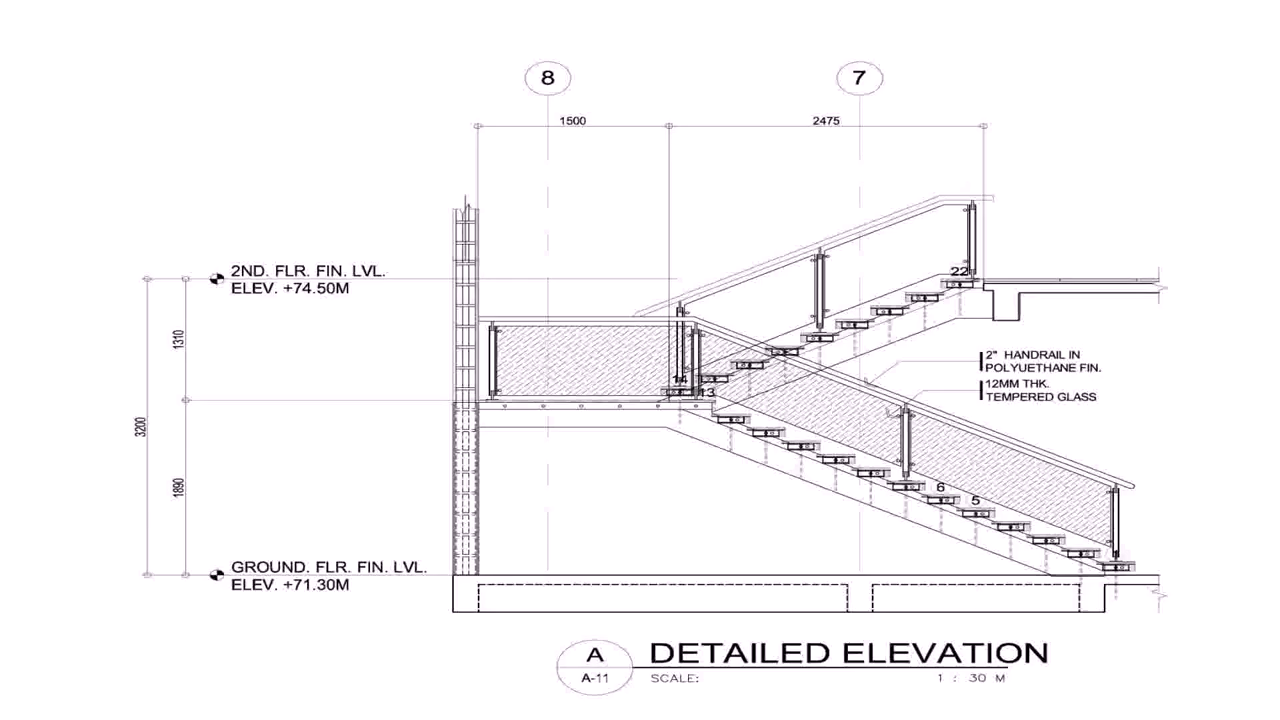 8
7
1500
2475
2ND. FLR. FIN. LVL.
ELEV. +74.50M
22
1310
2" HANDRAIL IN
POLYUETHANE FIN.
12MM THK.
TEMPERED GLASS
14
13
3200
1890
6
5
GROUND. FLR. FIN. LVL.
ELEV. +71.30M
A
A-11
DETAILED ELEVATION
SCALE:
1 : 30 M